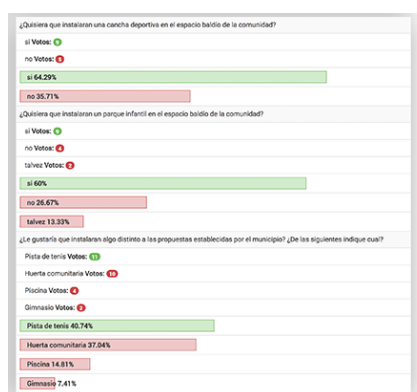 ¿Quisiera que instalaran una cancha deportiva en el espacio baldío de la comunidad?
si Votos: 9
no Votos: 5
si 64.29%
no 35.71%
¿Quisiera que instalaran un parque infantil en el espacio baldío de la comunidad?
si Votos: 9
no Votos: 4
talvez Votos: 2
si 60%
no 26.67%
talvez 13.33%
¿Le gustaría que instalaran algo distinto a las propuestas establecidas por el municipio? ¿De las siguientes indique cual?
Pista de tenis Votos: 11
Huerta comunitaria Votos: 10
Piscina Votos: 4
Gimnasio Votos: 2
Pista de tenis 40.74%
Huerta comunitaria 37.04%
Piscina 14.81%
Gimnasio 7.41%